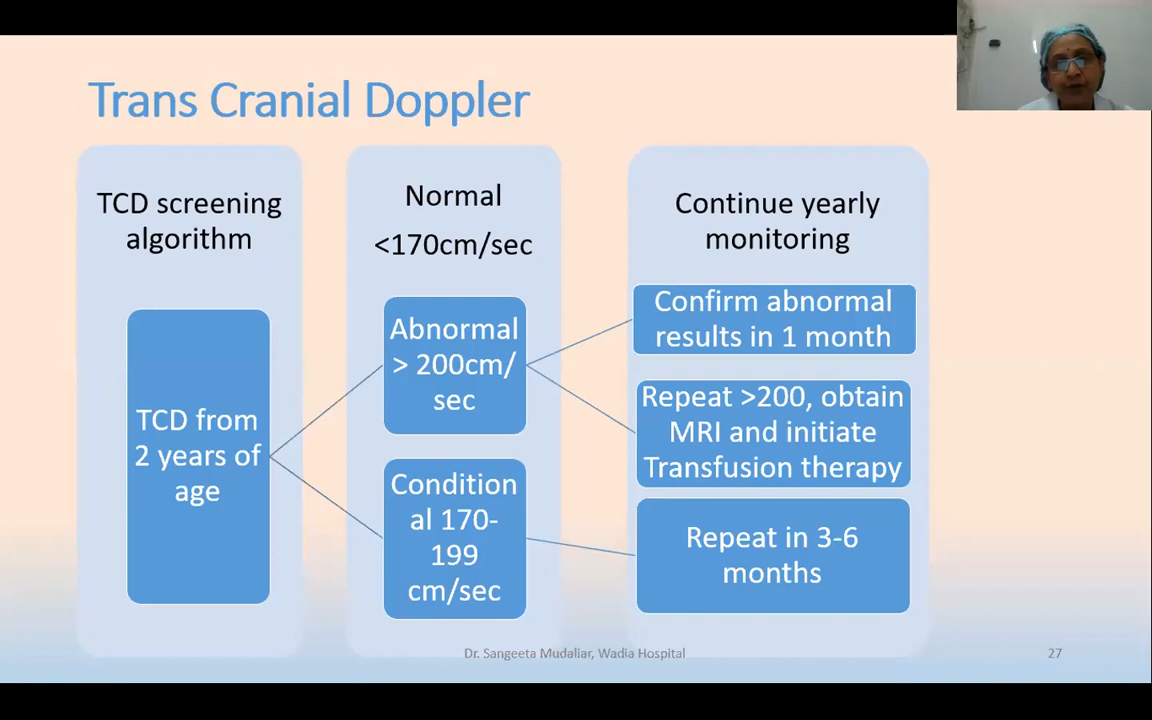 Trans Cranial Doppler
TCD screening
algorithm
TCD from
2 years of
age
Normal
<170cm/sec
Abnormal
> 200cm/
sec
Condition
al 170-
199
cm/sec
Continue yearly
monitoring
Confirm abnormal
results in 1 month
Repeat >200, obtain
MRI and initiate
Transfusion therapy
Repeat in 3-6
months
Dr. Sangeeta Mudaliar, Wadia Hospital
27